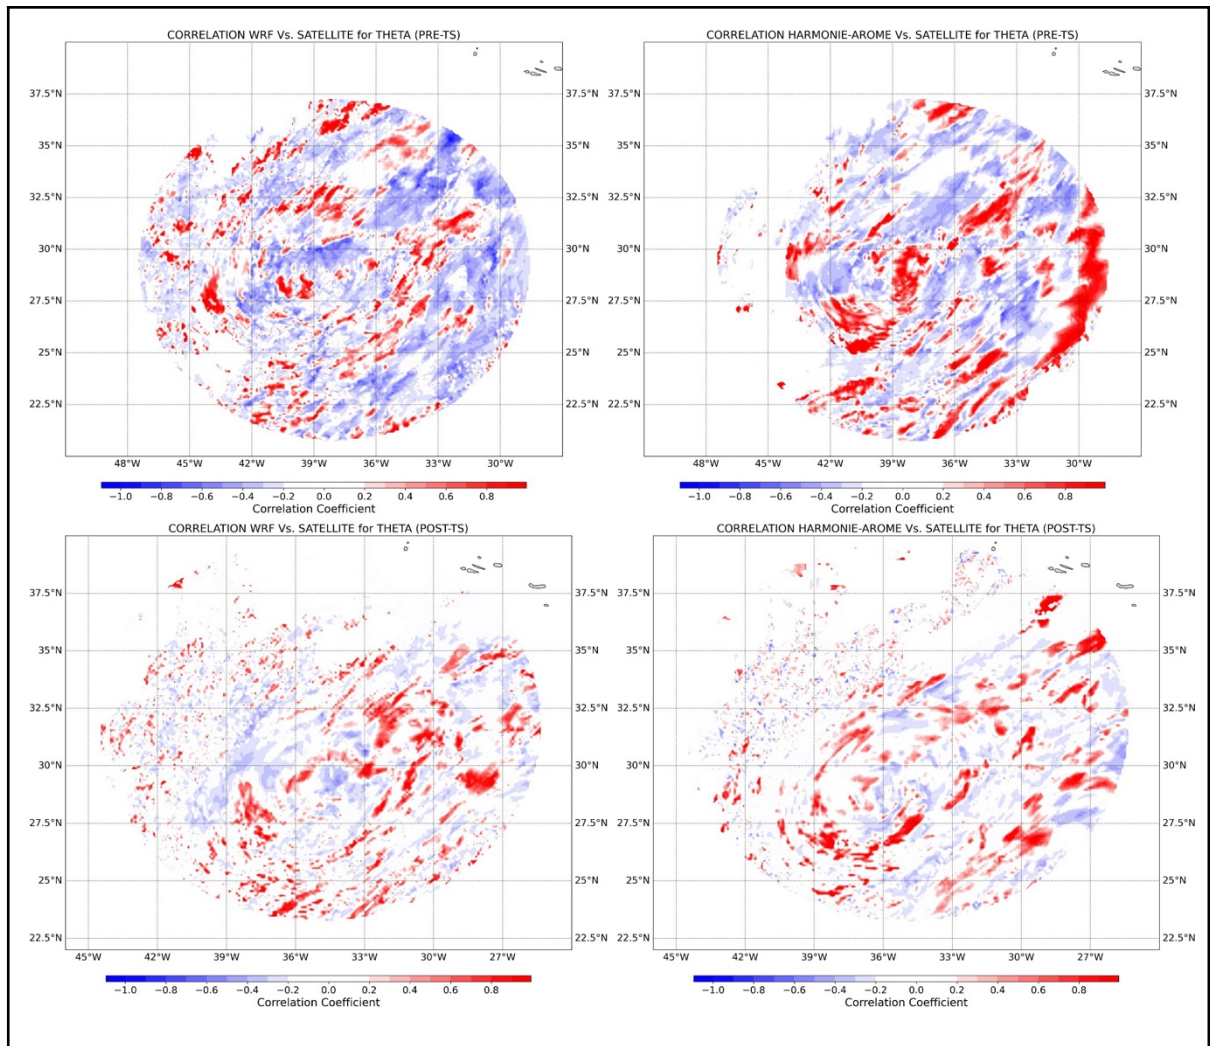 CORRELATION WRF Vs. SATELLITE for THETA (PRE-TS)
37.5°N
35°N
32.5°N
30°N
27.5°N
25°N
22.5°N
37.5°N
35°N
32.5°N
30°N
27.5°N
25°N
22.5°N
48°W 45°W 42°W 39°W 36°W 33°W 30°W
−1.0 −0.8 −0.6 −0.4 −0.2 0.0 0.2 0.4 0.6 0.8
Correlation Coefficient
CORRELATION HARMONIE-AROME Vs. SATELLITE for THETA (PRE-TS)
37.5°N
35°N
32.5°N
30°N
27.5°N
25°N
22.5°N
37.5°N
35°N
32.5°N
30°N
27.5°N
25°N
22.5°N
48°W 45°W 42°W 39°W 36°W 33°W 30°W
−1.0 −0.8 −0.6 −0.4 −0.2 0.0 0.2 0.4 0.6 0.8
Correlation Coefficient
CORRELATION WRF Vs. SATELLITE for THETA (POST-TS)
37.5°N
35°N
32.5°N
30°N
27.5°N
25°N
22.5°N
37.5°N
35°N
32.5°N
30°N
27.5°N
25°N
22.5°N
45°W 42°W 39°W 36°W 33°W 30°W 27°W
−1.0 −0.8 −0.6 −0.4 −0.2 0.0 0.2 0.4 0.6 0.8
Correlation Coefficient
CORRELATION HARMONIE-AROME Vs. SATELLITE for THETA (POST-TS)
37.5°N
35°N
32.5°N
30°N
27.5°N
25°N
22.5°N
37.5°N
35°N
32.5°N
30°N
27.5°N
25°N
22.5°N
45°W 42°W 39°W 36°W 33°W 30°W 27°W
−1.0 −0.8 −0.6 −0.4 −0.2 0.0 0.2 0.4 0.6 0.8
Correlation Coefficient